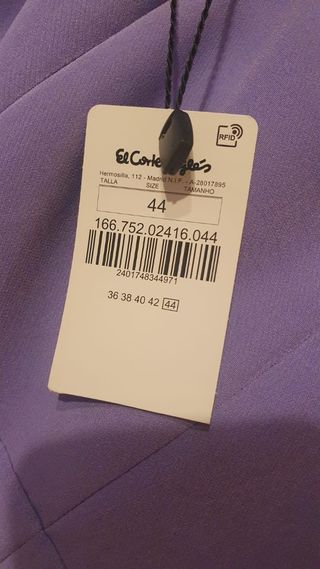 RFID
El Corte Inglés
Hermosilla, 112 - Madrid N.I.F. - A-28017895
TALLA SIZE TAMANHO
44
166.752.02416.044
2401748344971
36 38 40 42 44